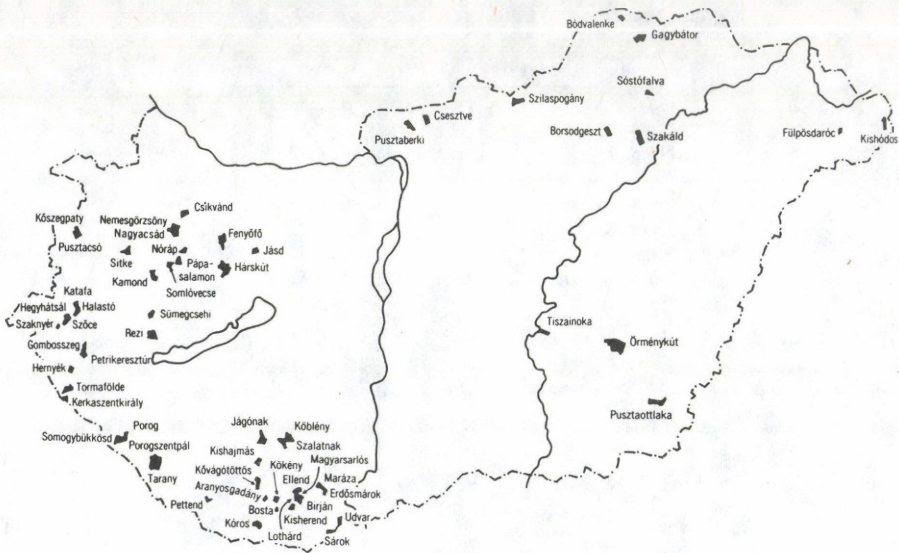 Bódvalenke
Gagybátor
Sóstófalva
Szilaspogány
Csesztve
Pusztaberki
Borsodgeszt
Szakáld
Fülpösdaróc
Kishódos
Csikvánd
Kőszegpaty
Nemesgörzsöny
Nagyacsád
Fenyőfő
Pusztacsó
Nóráp
Jásd
Sitke
Pápa-
salamon
Hárskút
Kamond
Somlóvecse
Katafa
Hegyhátsál
Halastó
Sümegcsehi
Szaknyér
Szőce
Tiszainoka
Rezi
Gombosszeg
Örménykút
Petrikeresztúr
Hernyék
Tormafölde
Kerkaszentkirály
Pusztaottlaka
Porog
Jágónak
Köblény
Somogybükkösd
Porogszentpál
Szalatnak
Kishajmás
Magyarsarlós
Kővágótöttös
Kökény
Ellend
Maráza
Tarany
Aranyosgadány
Erdősmárok
Pettend
Bosta
Birján
Kisherend
Udvar
Kóros
Lothárd
Sárok